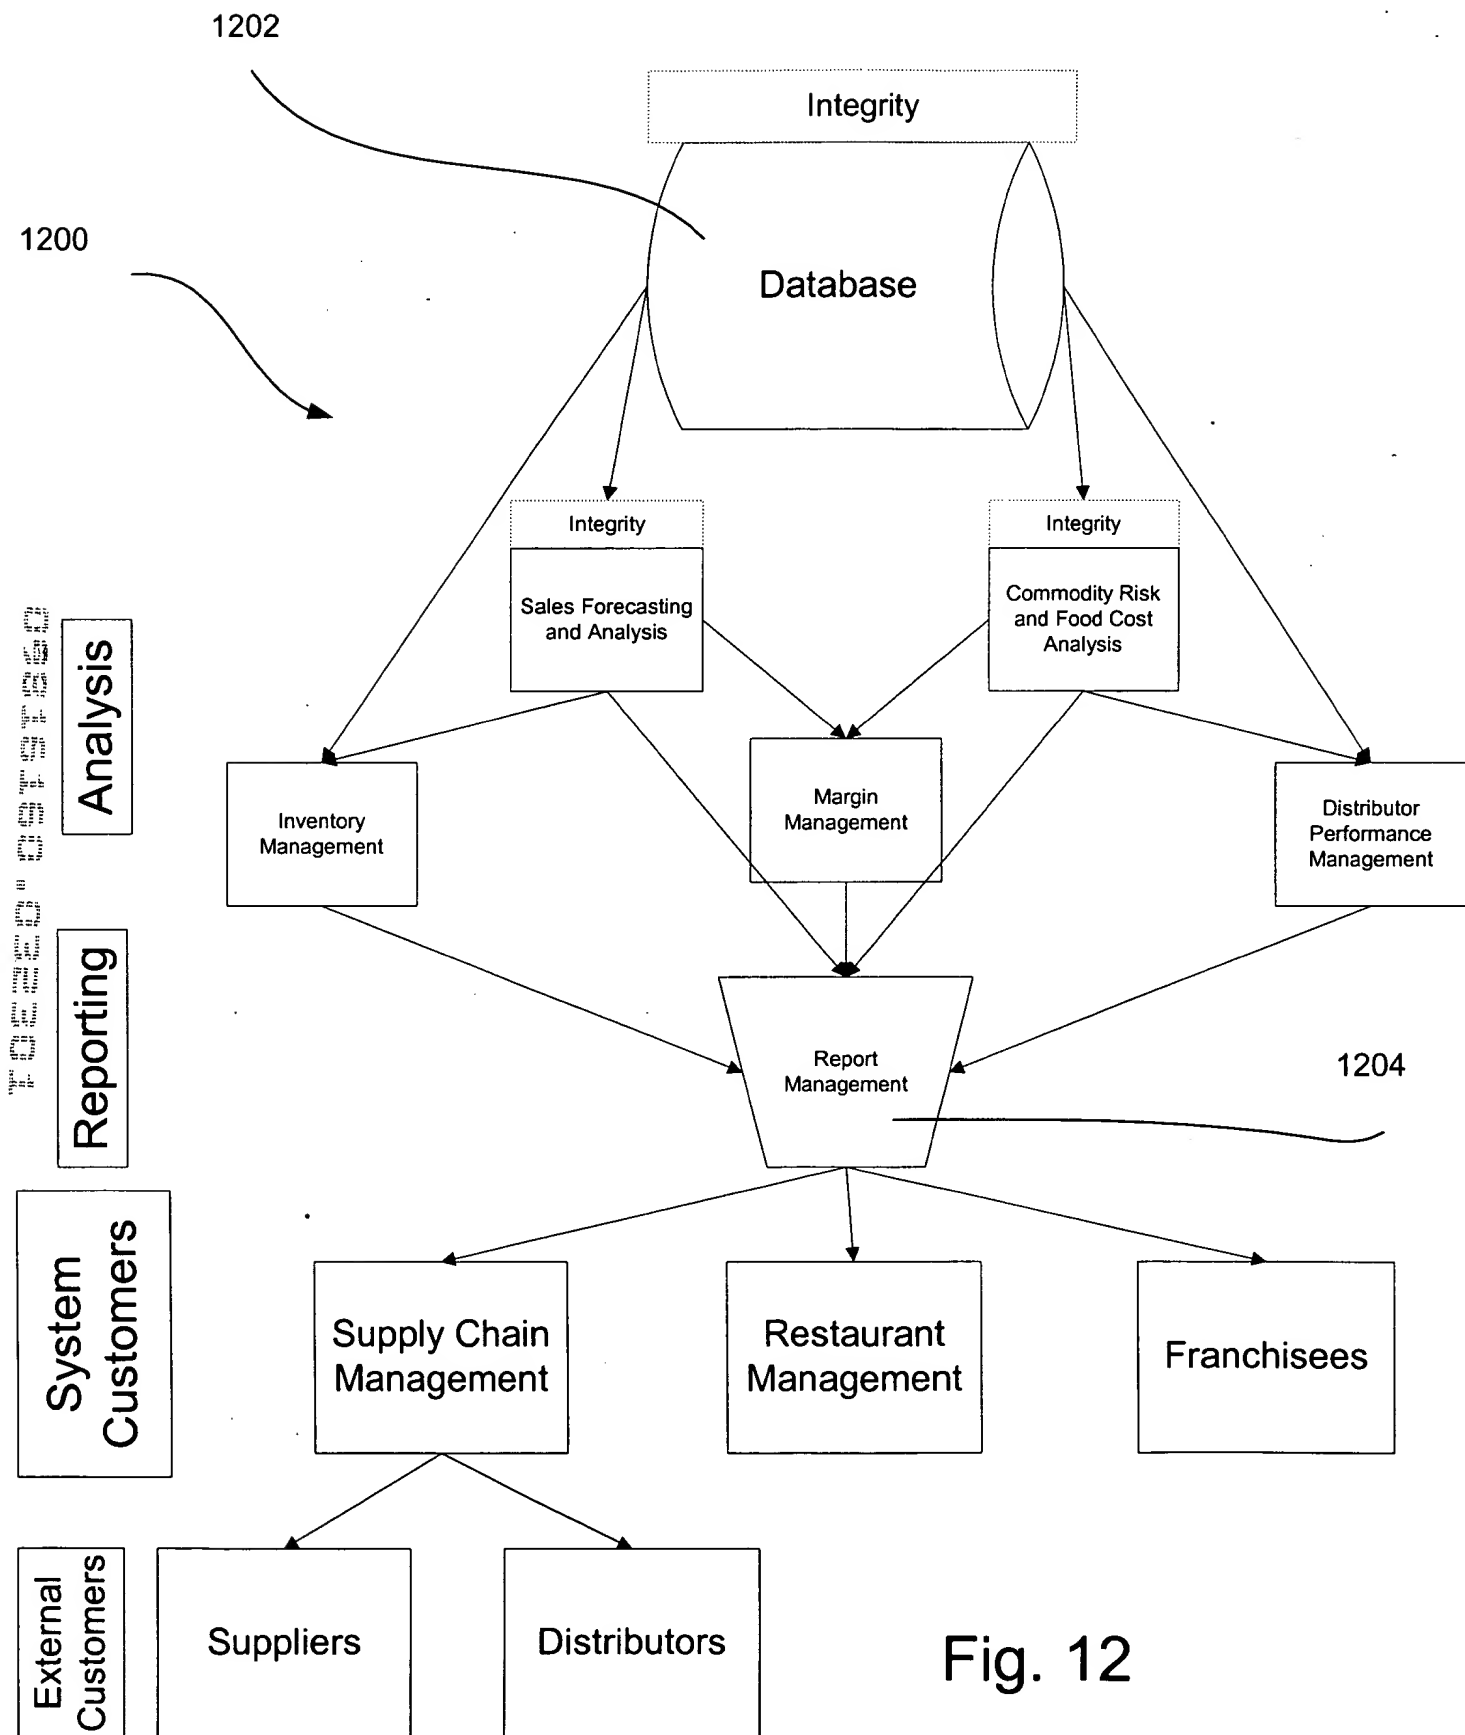 1202
Integrity
1200
Database
Integrity
Integrity
Sales Forecasting
and Analysis
Commodity Risk
and Food Cost
Analysis
Analysis
Inventory
Management
Margin
Management
Distributor
Performance
Management
Reporting
Report
Management
1204
System
Customers
Supply Chain
Management
Restaurant
Management
Franchisees
External
Customers
Suppliers
Distributors
Fig. 12